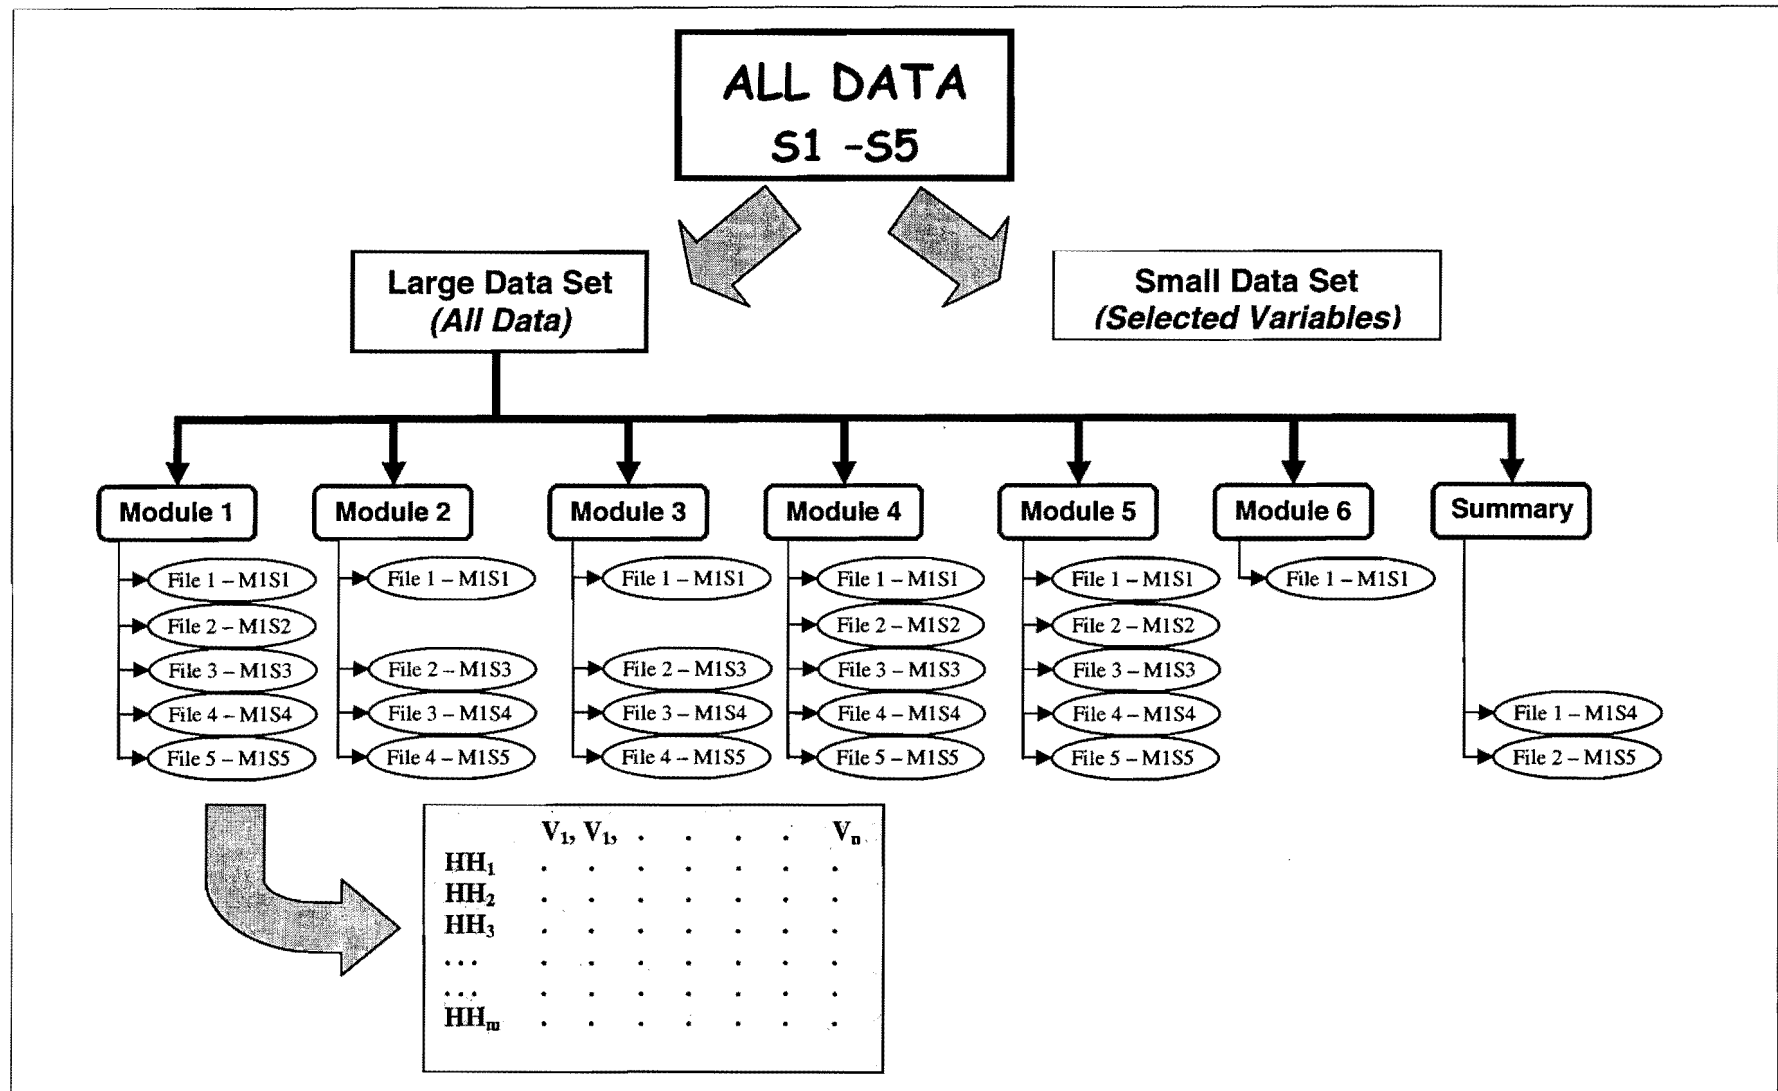 ALL DATA
S1 –S5
Large Data Set
(All Data)
Small Data Set
(Selected Variables)
Module 1
Module 2
Module 3
Module 4
Module 5
Module 6
Summary
File 1 – M1S1
File 2 – M1S2
File 3 – M1S3
File 4 – M1S4
File 5 – M1S5
File 1 – M1S1
File 2 – M1S3
File 3 – M1S4
File 4 – M1S5
File 1 – M1S1
File 2 – M1S3
File 3 – M1S4
File 4 – M1S5
File 1 – M1S1
File 2 – M1S2
File 3 – M1S3
File 4 – M1S4
File 5 – M1S5
File 1 – M1S1
File 2 – M1S2
File 3 – M1S3
File 4 – M1S4
File 5 – M1S5
File 1 – M1S1
File 1 – M1S4
File 2 – M1S5
V1, V1, . . . . Vn
HH1 . . . . . . .
HH2 . . . . . . .
HH3 . . . . . . .
... . . . . . . .
... . . . . . . .
HHm . . . . . . .